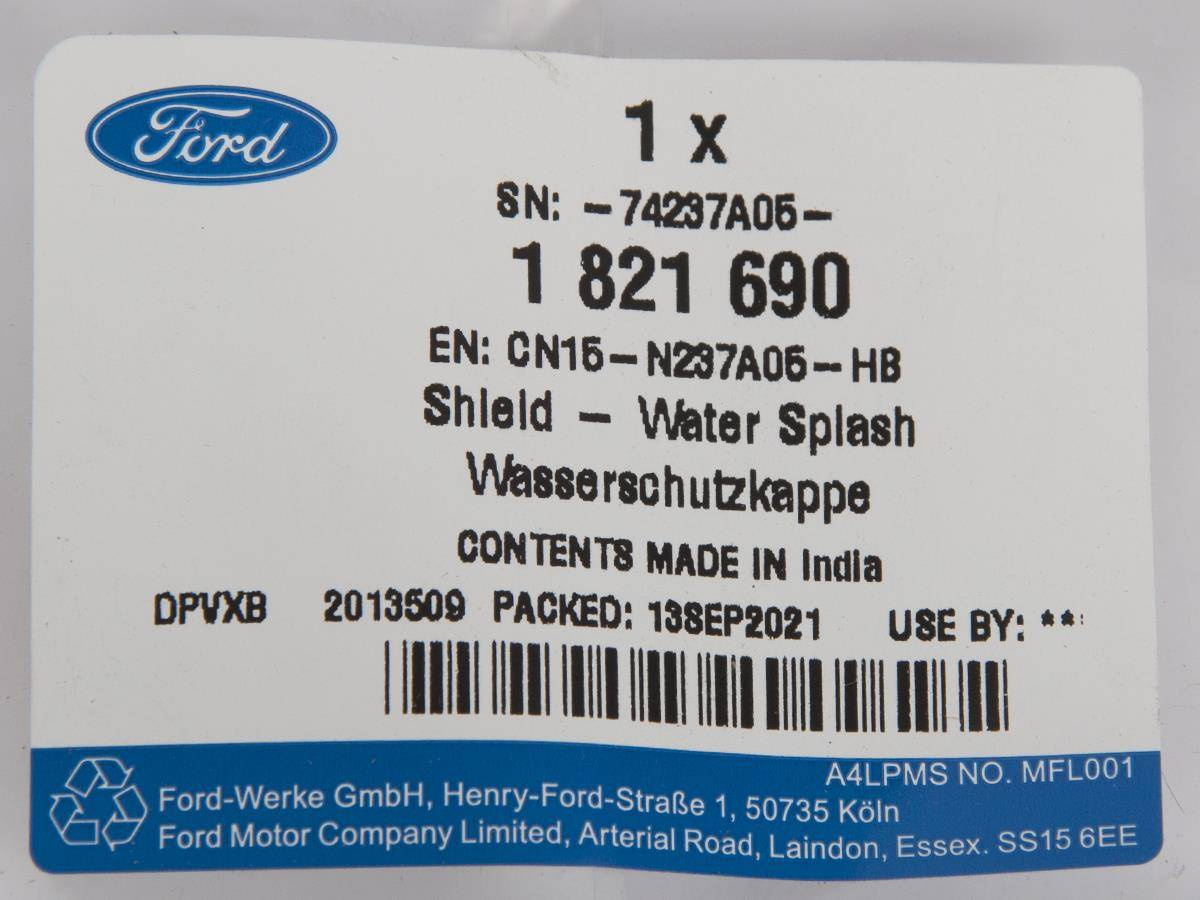 Ford
1 x
SN: -74237A05-
1 821 690
EN: CN15-N237A05-HB
Shield - Water Splash
Wasserschutzkappe
CONTENTS MADE IN India
DPVXB 2013509 PACKED: 13SEP2021 USE BY: **
A4LPMS NO. MFL001
Ford-Werke GmbH, Henry-Ford-Straße 1, 50735 Köln
Ford Motor Company Limited, Arterial Road, Laindon, Essex. SS15 6EE